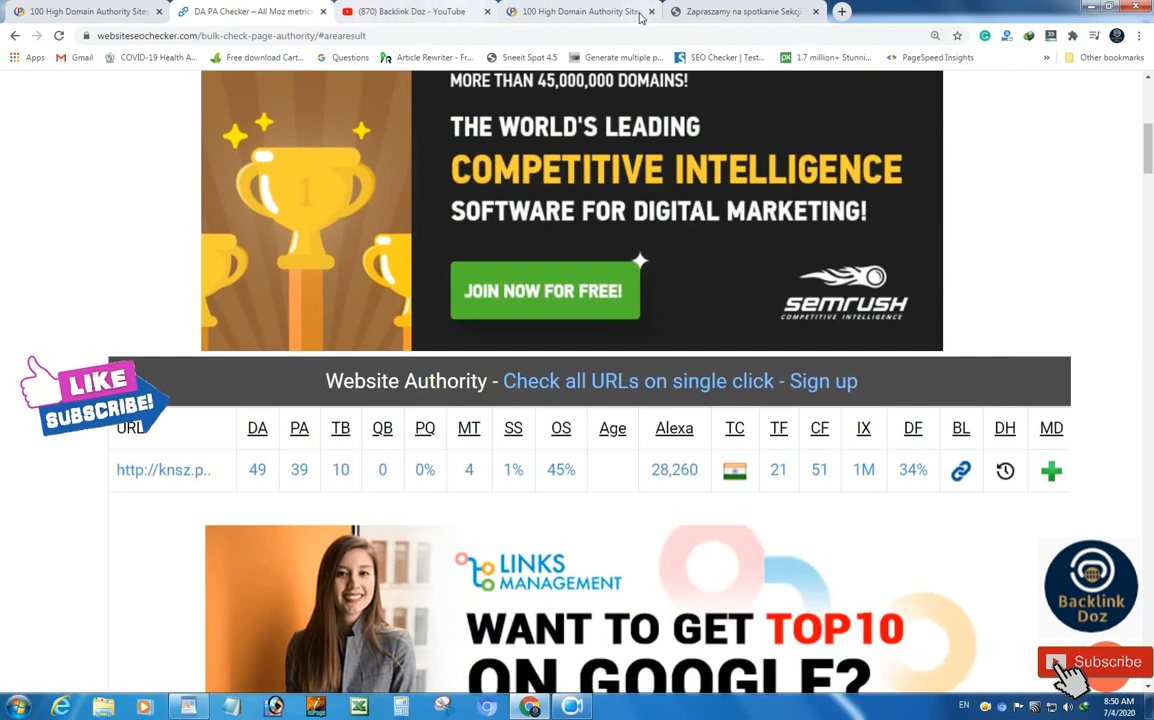 100 High Domain Authority Sites
DA PA Checker – All Moz metrics
(870) Backlink Doz - YouTube
100 High Domain Authority Sites
Zapraszamy na spotkanie Sekcji
websiteseochecker.com/bulk-check-page-authority/#arearesult
Apps
Gmail
COVID-19 Health A...
Free download Cart...
Questions
Article Rewriter - Fr...
Sneeit Spot 4.5
Generate multiple p...
SEO Checker | Test...
1.7 million+ Stunni...
PageSpeed Insights
»
Other bookmarks
MORE THAN 45,000,000 DOMAINS!
THE WORLD'S LEADING
COMPETITIVE INTELLIGENCE
SOFTWARE FOR DIGITAL MARKETING!
1
JOIN NOW FOR FREE!
SEMRUSH
COMPETITIVE INTELLIGENCE
LIKE
SUBSCRIBE!
Website Authority - Check all URLs on single click - Sign up
URL DA PA TB QB PQ MT SS OS Age Alexa TC TF CF IX DF BL DH MD
http://knsz.p.. 49 39 10 0 0% 4 1% 45% 28,260 21 51 1M 34%
LINKS
MANAGEMENT
WANT TO GET TOP10
ON GOOGLE?
Backlink
Doz
Subscribe
EN
8:50 AM
7/4/2020